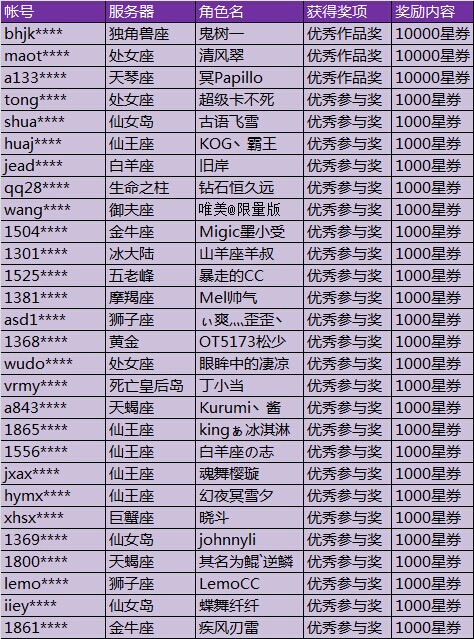 帐号 服务器 角色名 获得奖项 奖励内容
bhjk**** 独角兽座 鬼树一 优秀作品奖 10000星券
maot**** 处女座 清风翠 优秀作品奖 10000星券
a133**** 天琴座 冥Papillo 优秀作品奖 10000星券
tong**** 处女座 超级卡不死 优秀参与奖 1000星券
shua**** 仙女岛 古语飞雪 优秀参与奖 1000星券
huaj**** 仙王座 KOG丶霸王 优秀参与奖 1000星券
jead**** 白羊座 旧岸 优秀参与奖 1000星券
qq28**** 生命之柱 钻石恒久远 优秀参与奖 1000星券
wang**** 御夫座 唯美@限量版 优秀参与奖 1000星券
1504**** 金牛座 Migic墨小受 优秀参与奖 1000星券
1301**** 冰大陆 山羊座羊叔 优秀参与奖 1000星券
1525**** 五老峰 暴走的CC 优秀参与奖 1000星券
1381**** 摩羯座 Mel帅气 优秀参与奖 1000星券
asd1**** 狮子座 ぃ爽灬歪歪丶 优秀参与奖 1000星券
1368**** 黄金 OT5173松少 优秀参与奖 1000星券
wudo**** 处女座 眼眸中的凄凉 优秀参与奖 1000星券
vrmy**** 死亡皇后岛 丁小当 优秀参与奖 1000星券
a843**** 天蝎座 Kurumi丶酱 优秀参与奖 1000星券
1865**** 仙王座 kingぁ冰淇淋 优秀参与奖 1000星券
1556**** 仙王座 白羊座の志 优秀参与奖 1000星券
jxax**** 仙王座 魂舞樱璇 优秀参与奖 1000星券
hymx**** 仙王座 幻夜冥雪夕 优秀参与奖 1000星券
xhsx**** 巨蟹座 晓斗 优秀参与奖 1000星券
1369**** 仙女岛 johnnyli 优秀参与奖 1000星券
1800**** 天蝎座 其名为鲲`逆鳞 优秀参与奖 1000星券
lemo**** 狮子座 LemoCC 优秀参与奖 1000星券
iiey**** 仙女岛 蝶舞纤纤 优秀参与奖 1000星券
1861**** 金牛座 疾风刃雷 优秀参与奖 1000星券